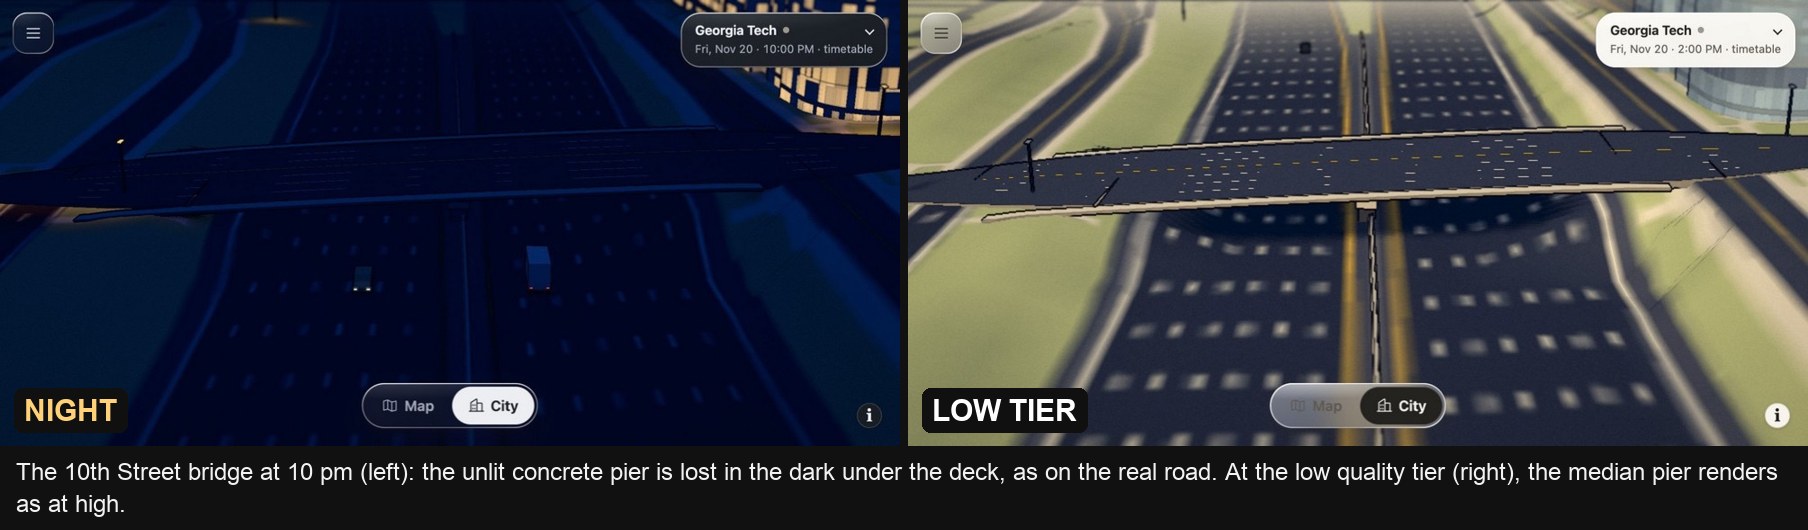 Georgia Tech
Fri, Nov 20 · 10:00 PM · timetable
Map
City
NIGHT
i
Georgia Tech
Fri, Nov 20 · 2:00 PM · timetable
Map
City
LOW TIER
i
The 10th Street bridge at 10 pm (left): the unlit concrete pier is lost in the dark under the deck, as on the real road. At the low quality tier (right), the median pier renders
as at high.